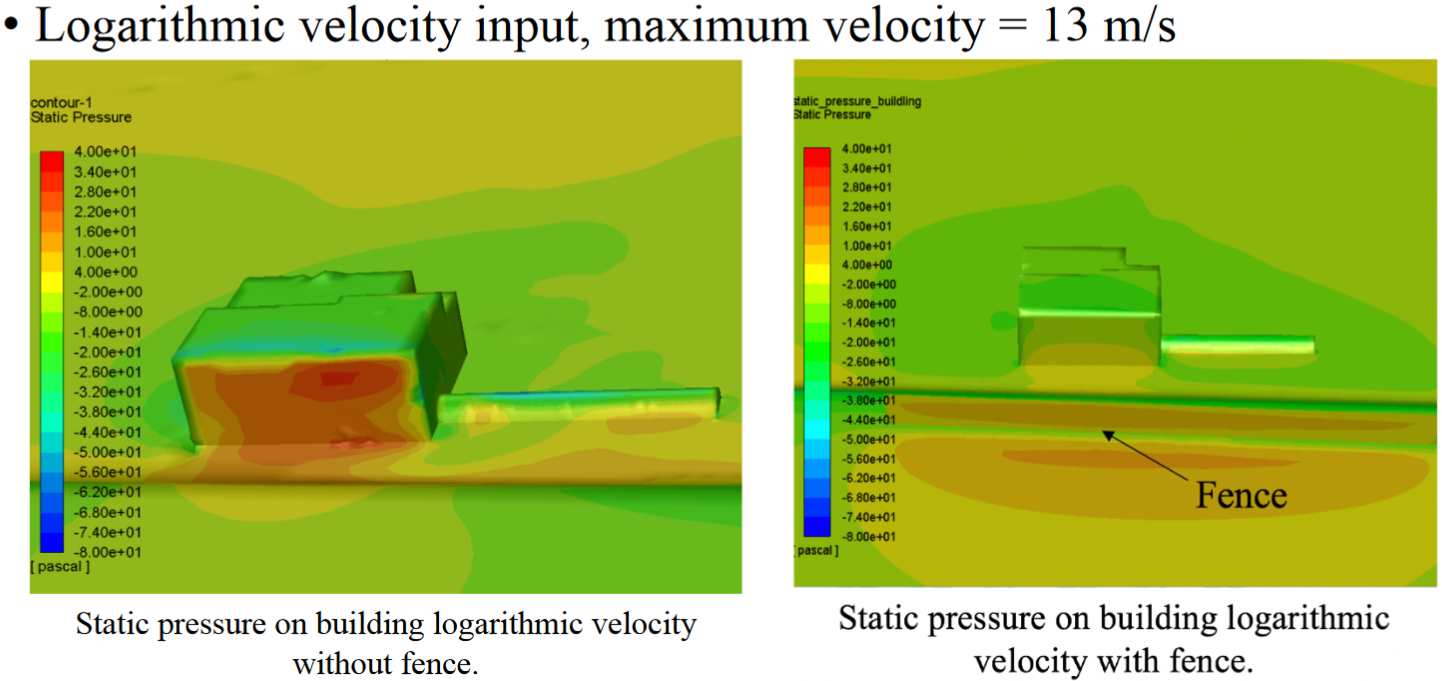 • Logarithmic velocity input, maximum velocity = 13 m/s
contour-1
Static Pressure
4.00e+01
3.40e+01
2.80e+01
2.20e+01
1.60e+01
1.00e+01
4.00e+00
-2.00e+00
-8.00e+00
-1.40e+01
-2.00e+01
-2.60e+01
-3.20e+01
-3.80e+01
-4.40e+01
-5.00e+01
-5.60e+01
-6.20e+01
-6.80e+01
-7.40e+01
-8.00e+01
[ pascal ]
Static pressure on building logarithmic velocity
without fence.
static_pressure_buildling
Static Pressure
4.00e+01
3.40e+01
2.80e+01
2.20e+01
1.60e+01
1.00e+01
4.00e+00
-2.00e+00
-8.00e+00
-1.40e+01
-2.00e+01
-2.60e+01
-3.20e+01
-3.80e+01
-4.40e+01
-5.00e+01
-5.60e+01
-6.20e+01
-6.80e+01
-7.40e+01
-8.00e+01
[ pascal ]
Fence
Static pressure on building logarithmic
velocity with fence.